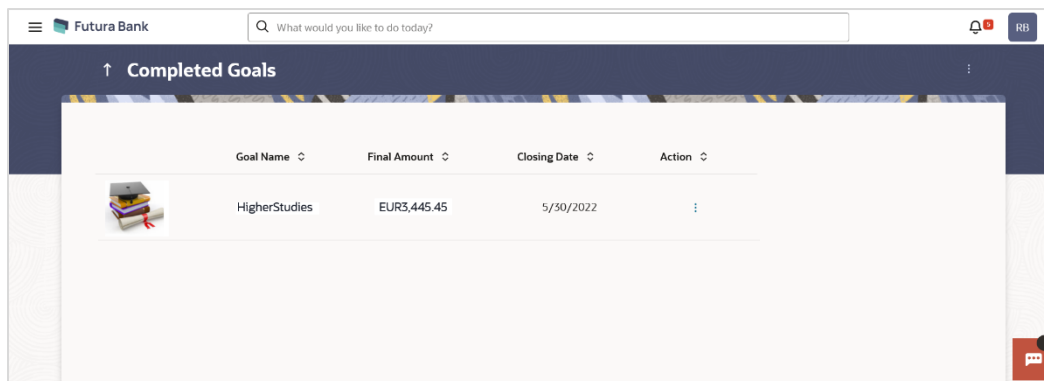 Futura Bank What would you like to do today? 5 RB
↑ Completed Goals
Goal Name Final Amount Closing Date Action
HigherStudies EUR3,445.45 5/30/2022